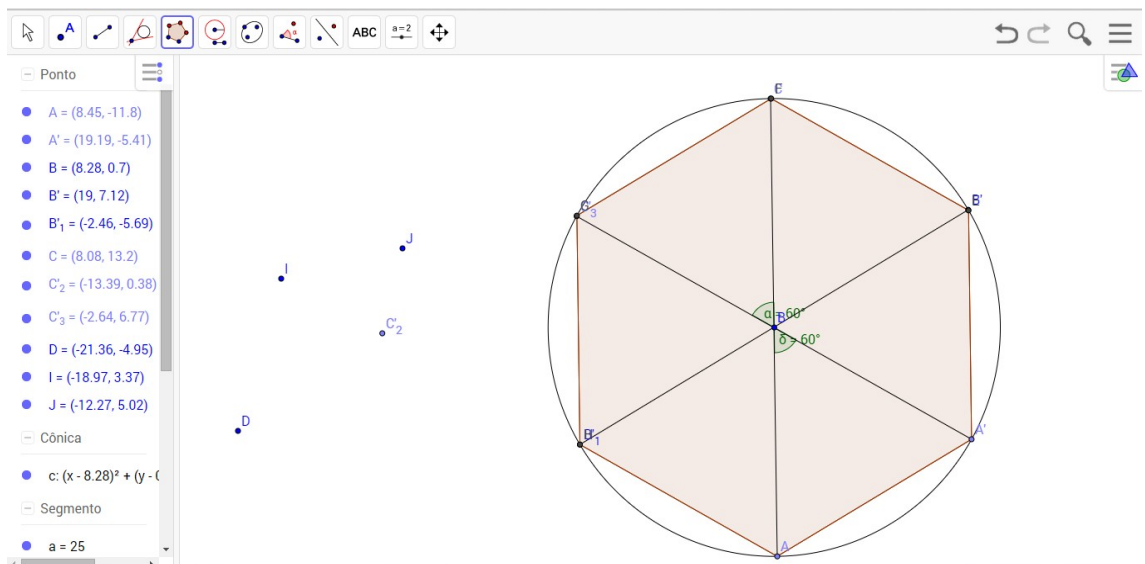 A
ABC
a=2
Ponto
A = (8.45, -11.8)
A' = (19.19, -5.41)
B = (8.28, 0.7)
B' = (19, 7.12)
B'₁ = (-2.46, -5.69)
C = (8.08, 13.2)
C'₂ = (-13.39, 0.38)
C'₃ = (-2.64, 6.77)
D = (-21.36, -4.95)
I = (-18.97, 3.37)
J = (-12.27, 5.02)
Cônica
c: (x - 8.28)² + (y - 0
Segmento
a = 25
J
I
C'₂
D
B'
α = 60°
B
δ = 60°
A'
A